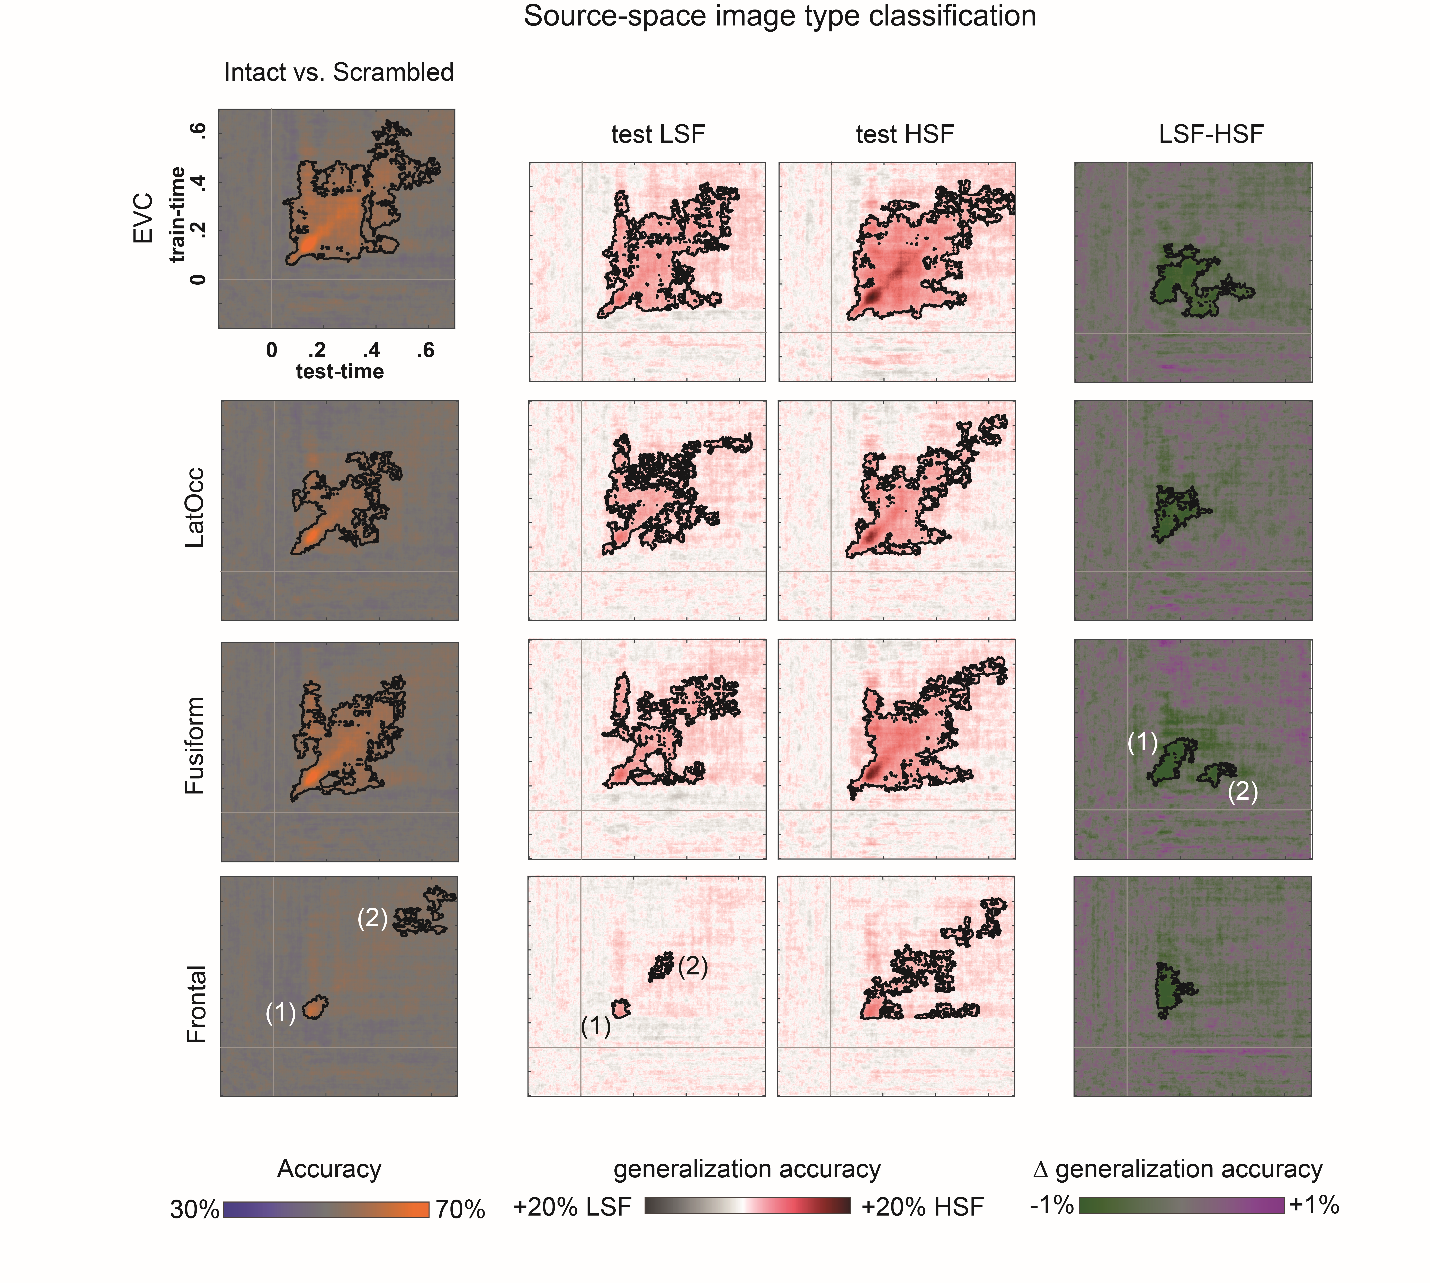 Source-space image type classification
Intact vs. Scrambled
test LSF
test HSF
LSF-HSF
EVC
train-time
.6
.4
.2
0
0 .2 .4 .6
test-time
LatOcc
Fusiform
(1)
(2)
Frontal
(2)
(1)
(2)
(1)
Accuracy
30% 70%
generalization accuracy
+20% LSF +20% HSF
Δ generalization accuracy
-1% +1%